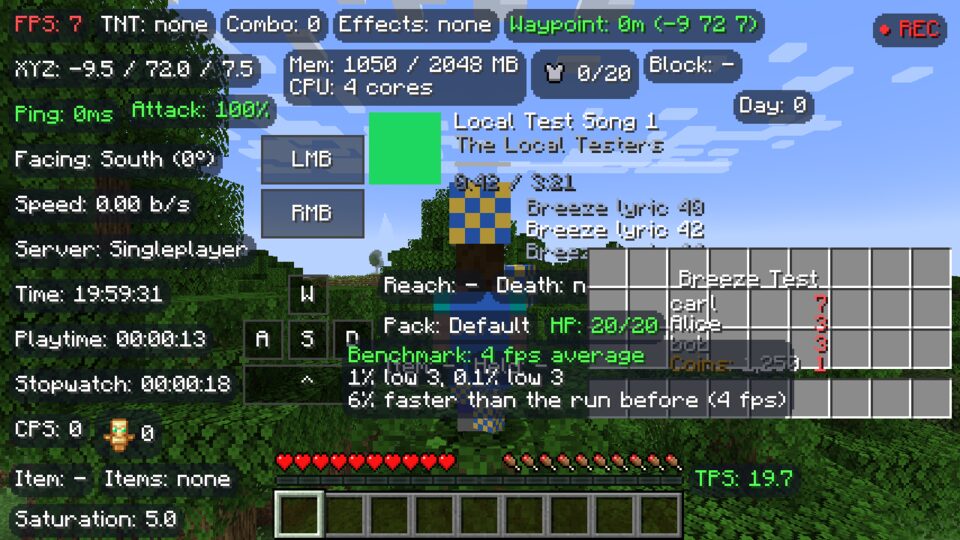 FPS: 7 TNT: none Combo: 0 Effects: none Waypoint: 0m (-9 72 7)
● REC
XYZ: -9.5 / 72.0 / 7.5
Mem: 1050 / 2048 MB
CPU: 4 cores
0/20
Block: -
Day: 0
Ping: 0ms Attack: 100%
Local Test Song 1
The Local Testers
0:42 / 3:21
Facing: South (0°)
LMB
RMB
Speed: 0.00 b/s
Breeze lyric 40
Breeze lyric 42
Breeze lyric
Server: Singleplayer
Time: 19:59:31
W
Reach: - Death: n
Breeze Test
carl 7
Alice 3
bob 3
Coins: 1,250 1
Playtime: 00:00:13
A S D
Pack: Default HP: 20/20
Benchmark: 4 fps average
1% low 3, 0.1% low 3
6% faster than the run before (4 fps)
Stopwatch: 00:00:18
^
CPS: 0
0
Item: - Items: none
TPS: 19.7
Saturation: 5.0